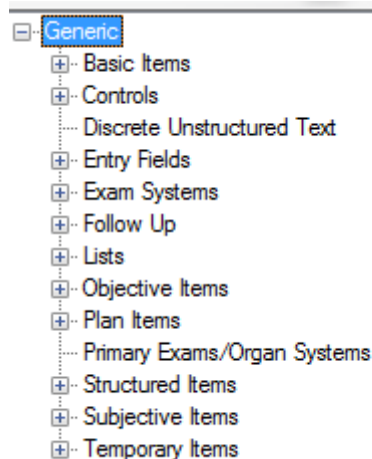 Generic
Basic Items
Controls
Discrete Unstructured Text
Entry Fields
Exam Systems
Follow Up
Lists
Objective Items
Plan Items
Primary Exams/Organ Systems
Structured Items
Subjective Items
Temporary Items